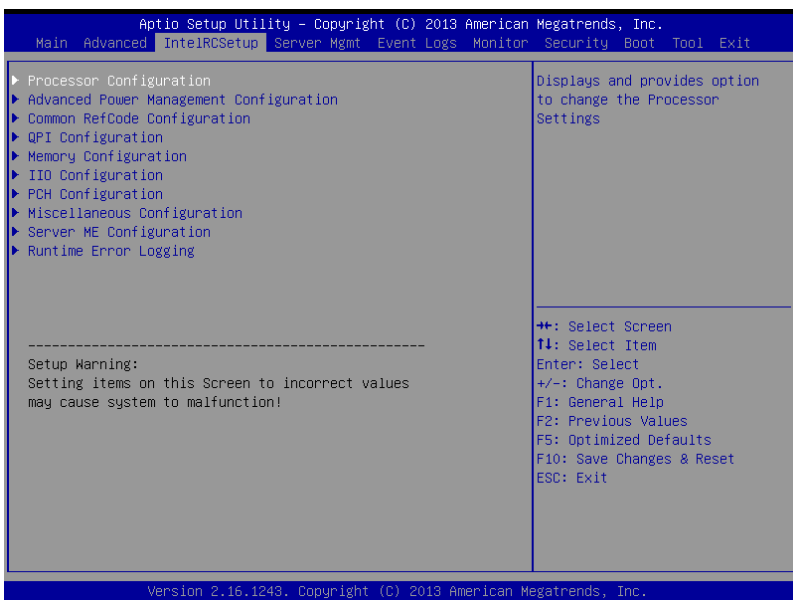 Aptio Setup Utility – Copyright (C) 2013 American Megatrends, Inc.
Main Advanced IntelRCSetup Server Mgmt Event Logs Monitor Security Boot Tool Exit
Processor Configuration
Advanced Power Management Configuration
Common RefCode Configuration
QPI Configuration
Memory Configuration
IIO Configuration
PCH Configuration
Miscellaneous Configuration
Server ME Configuration
Runtime Error Logging
--------------------------------------------------
Setup Warning:
Setting items on this Screen to incorrect values
may cause system to malfunction!
Displays and provides option
to change the Processor
Settings
→←: Select Screen
↑↓: Select Item
Enter: Select
+/-: Change Opt.
F1: General Help
F2: Previous Values
F5: Optimized Defaults
F10: Save Changes & Reset
ESC: Exit
Version 2.16.1243. Copyright (C) 2013 American Megatrends, Inc.